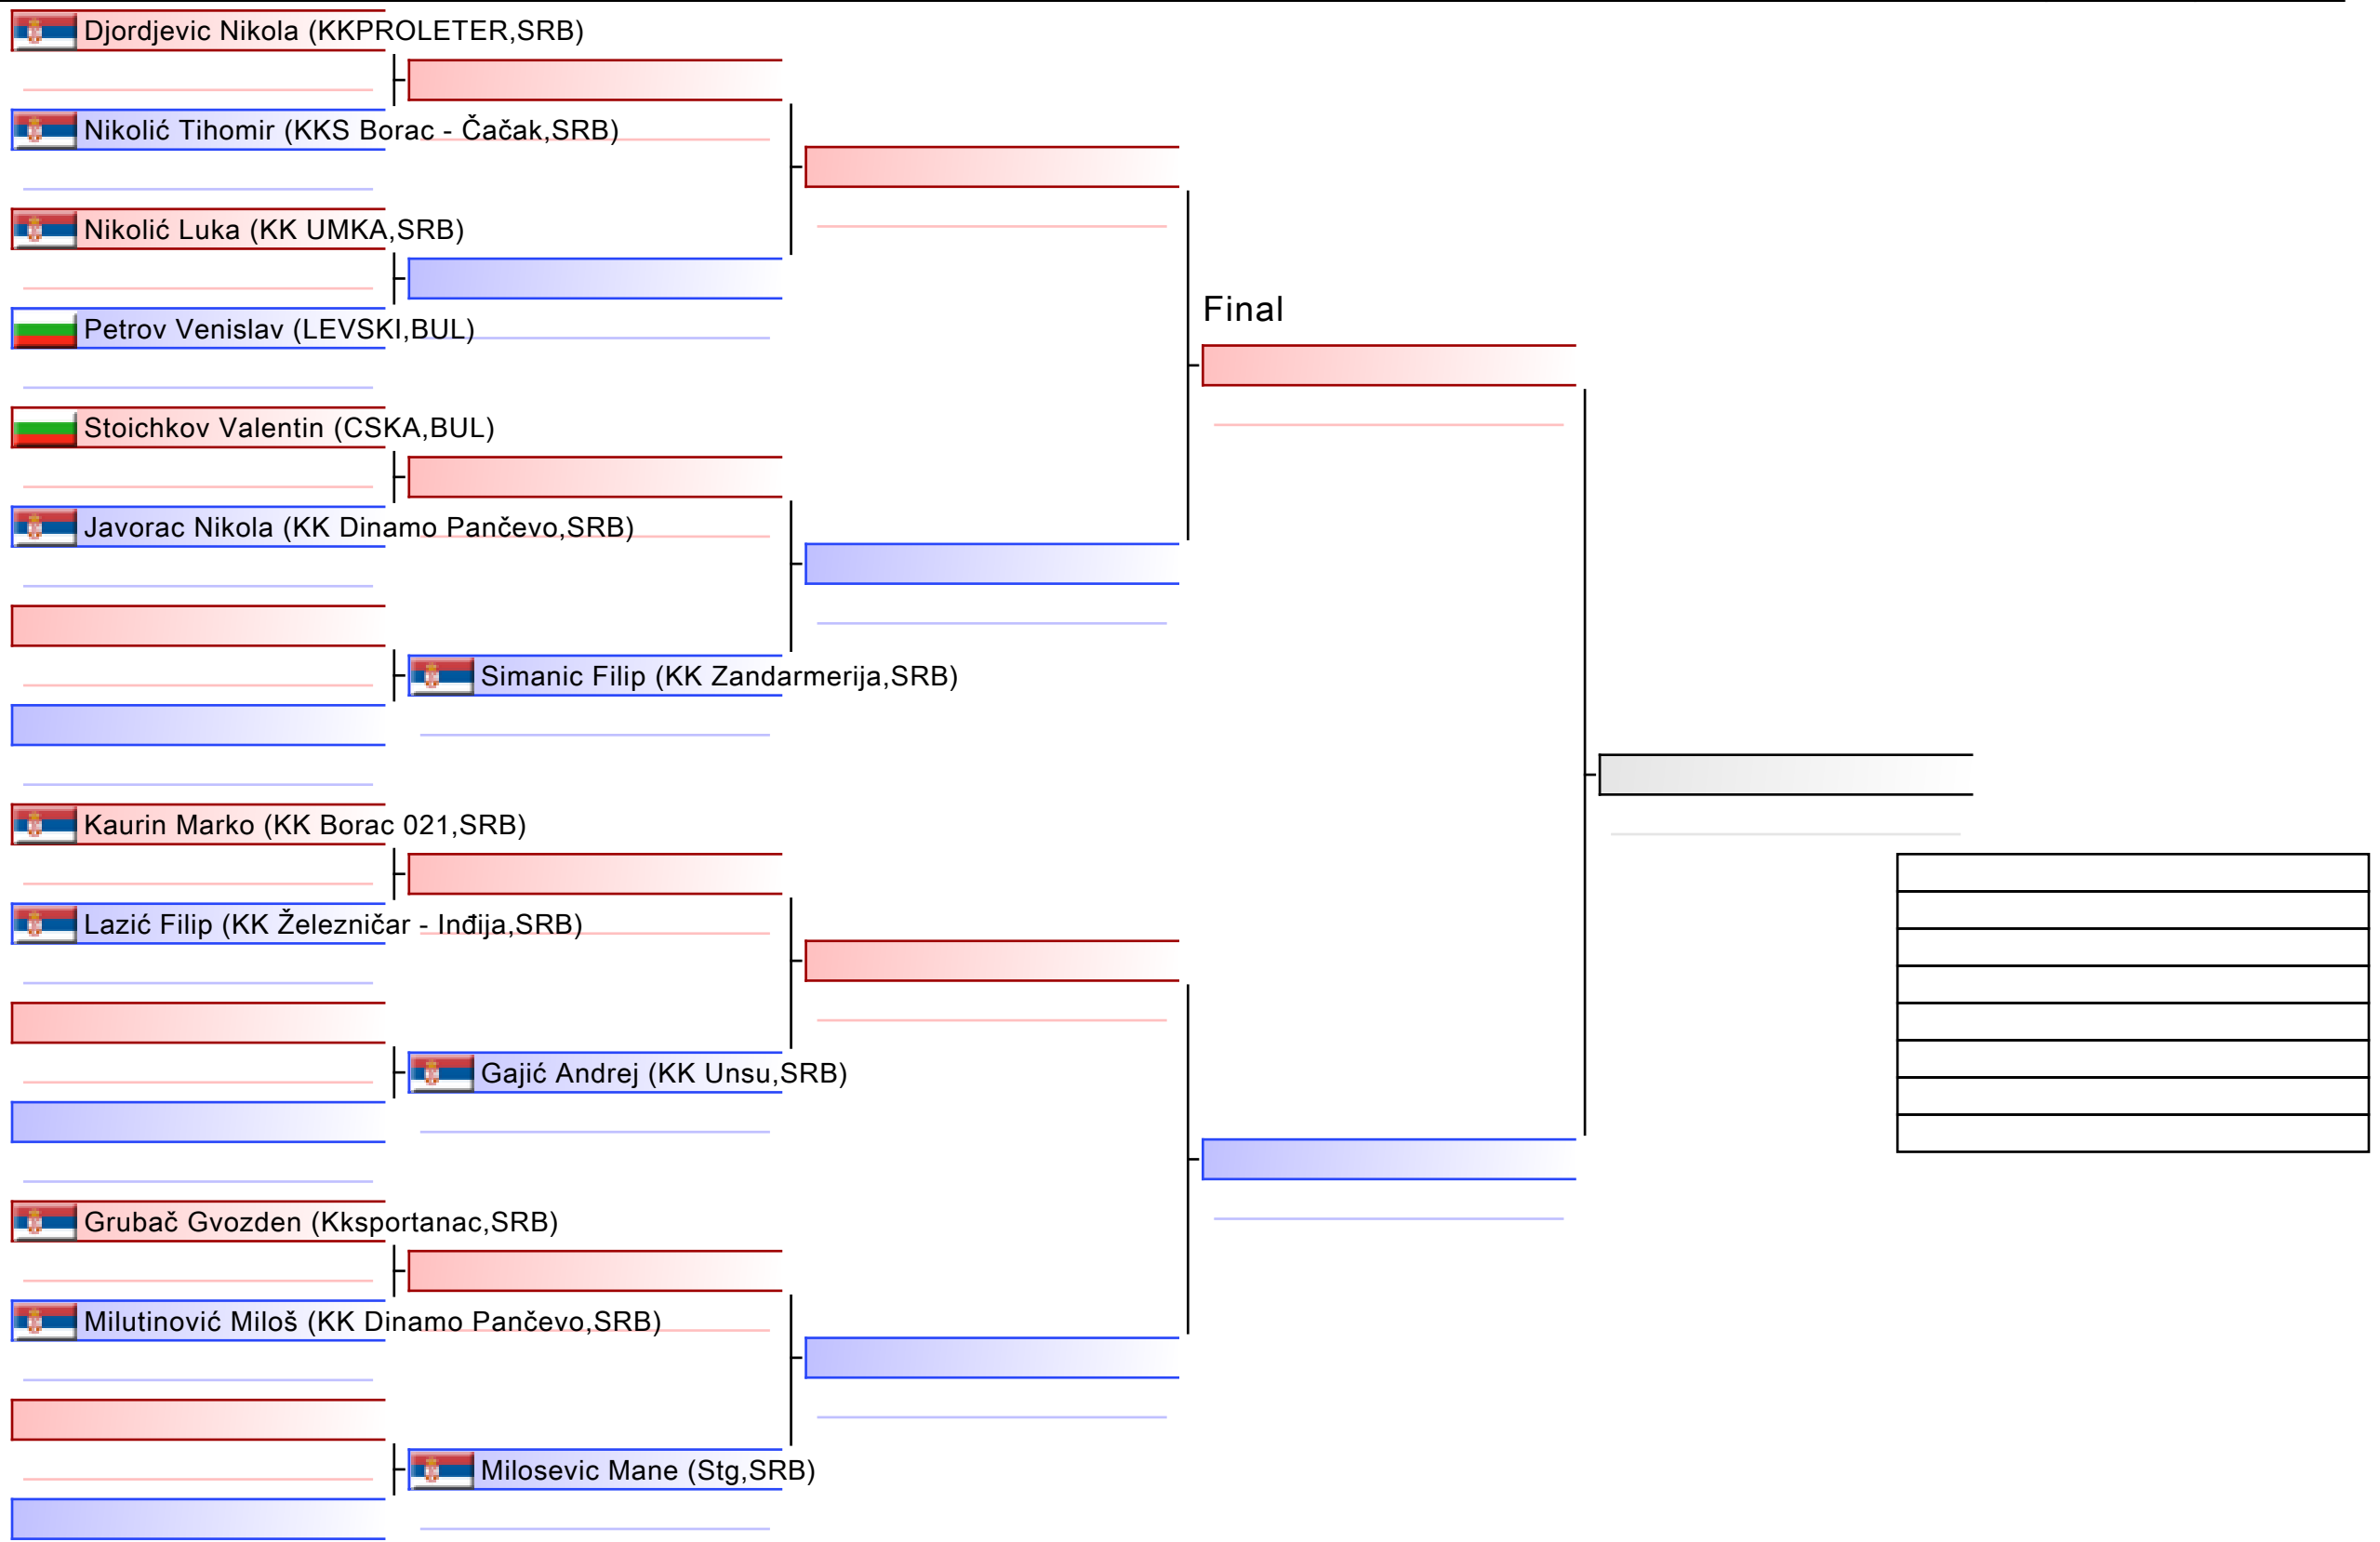 Djordjevic Nikola (KKPROLETER,SRB)
Nikolić Tihomir (KKS Borac - Čačak,SRB)
Nikolić Luka (KK UMKA,SRB)
Final
Petrov Venislav (LEVSKI,BUL)
Stoichkov Valentin (CSKA,BUL)
Javorac Nikola (KK Dinamo Pančevo,SRB)
Simanic Filip (KK Zandarmerija,SRB)
Kaurin Marko (KK Borac 021,SRB)
Lazić Filip (KK Železničar - Inđija,SRB)
Gajić Andrej (KK Unsu,SRB)
Grubač Gvozden (Kksportanac,SRB)
Milutinović Miloš (KK Dinamo Pančevo,SRB)
Milosevic Mane (Stg,SRB)